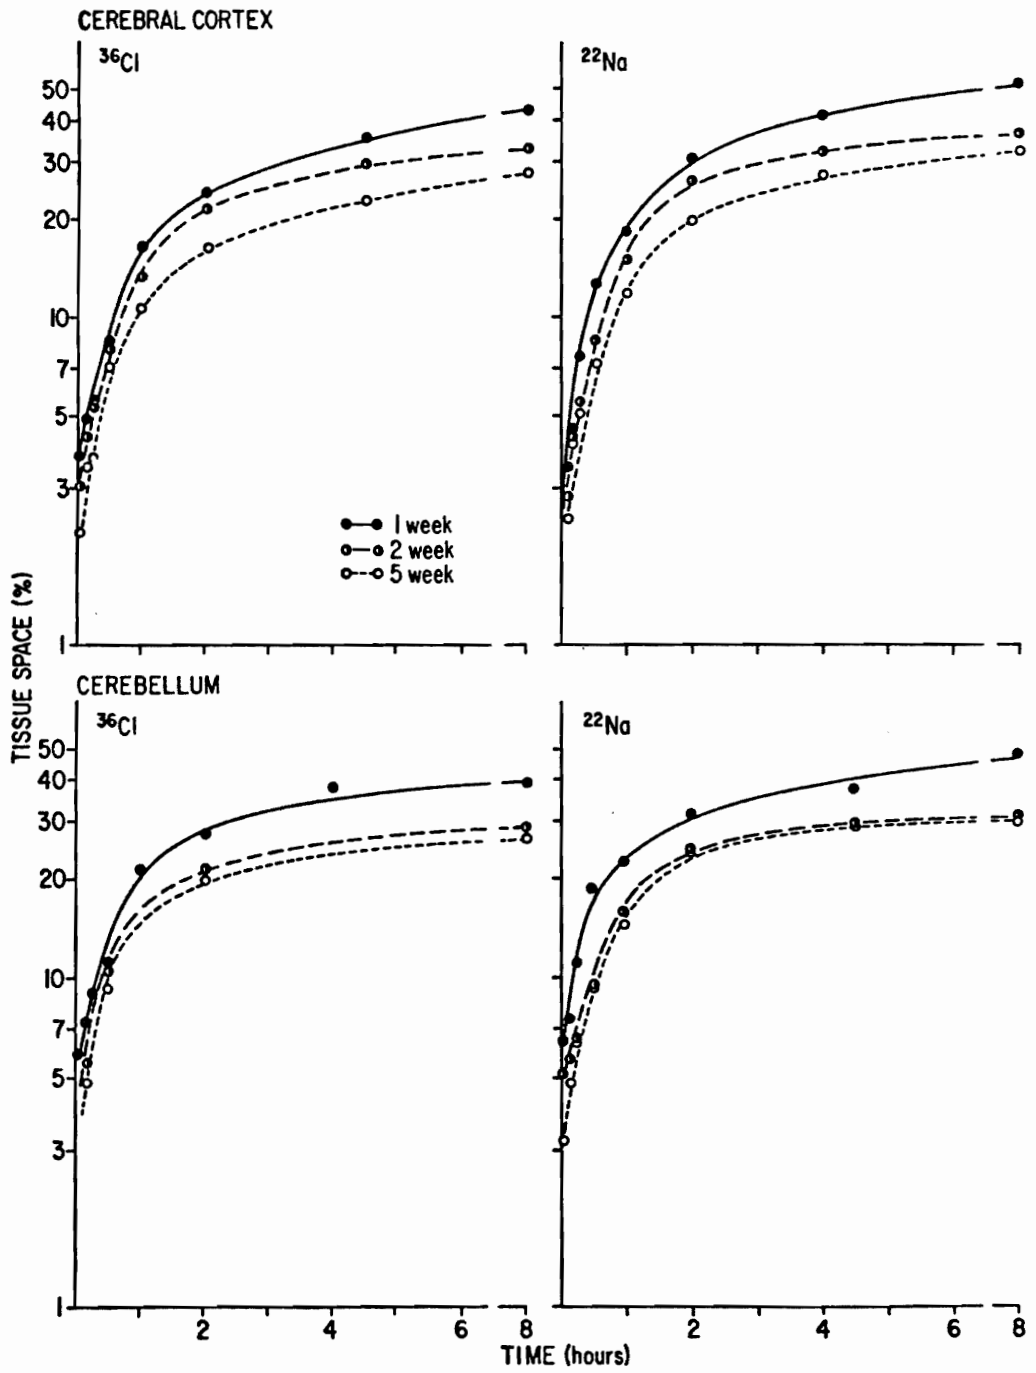 CEREBRAL CORTEX
³⁶Cl
²²Na
50
40
30
20
10
7
5
3
1
1 week
2 week
5 week
TISSUE SPACE (%)
CEREBELLUM
³⁶Cl
²²Na
50
40
30
20
10
7
5
3
1
2 4 6 8
2 4 6 8
TIME (hours)